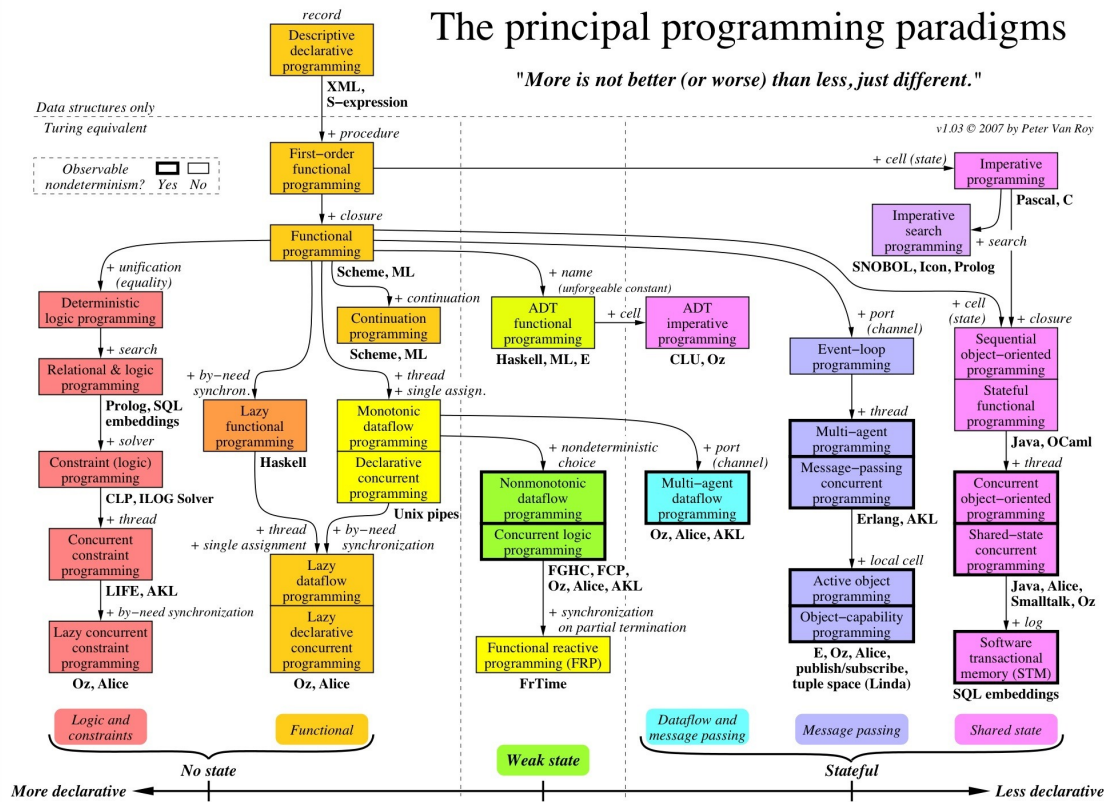 The principal programming paradigms
"More is not better (or worse) than less, just different."
record
Descriptive
declarative
programming
XML,
S−expression
Data structures only
Turing equivalent
+ procedure
v1.03 © 2007 by Peter Van Roy
Observable
nondeterminism?
Yes
No
First−order
functional
programming
+ cell (state)
Imperative
programming
Pascal, C
+ closure
Imperative
search
programming
+ search
SNOBOL, Icon, Prolog
Functional
programming
Scheme, ML
+ unification
(equality)
+ continuation
+ name
(unforgeable constant)
+ port
(channel)
+ cell
(state)
+ closure
Deterministic
logic programming
Continuation
programming
Scheme, ML
ADT
functional
programming
Haskell, ML, E
+ cell
ADT
imperative
programming
CLU, Oz
Event−loop
programming
Sequential
object−oriented
programming
Stateful
functional
programming
Java, OCaml
+ search
Relational & logic
programming
Prolog, SQL
embeddings
+ by−need
synchron.
+ thread
+ single assign.
Lazy
functional
programming
Haskell
Monotonic
dataflow
programming
Declarative
concurrent
programming
Unix pipes
+ thread
Multi−agent
programming
Message−passing
concurrent
programming
Erlang, AKL
+ solver
Constraint (logic)
programming
CLP, ILOG Solver
+ nondeterministic
choice
Nonmonotonic
dataflow
programming
Concurrent logic
programming
FGHC, FCP,
Oz, Alice, AKL
+ port
(channel)
Multi−agent
dataflow
programming
Oz, Alice, AKL
+ thread
Concurrent
object−oriented
programming
Shared−state
concurrent
programming
Java, Alice,
Smalltalk, Oz
+ thread
Concurrent
constraint
programming
LIFE, AKL
+ thread
+ single assignment
+ by−need
synchronization
Lazy
dataflow
programming
Lazy
declarative
concurrent
programming
Oz, Alice
+ local cell
Active object
programming
Object−capability
programming
E, Oz, Alice,
publish/subscribe,
tuple space (Linda)
+ by−need synchronization
Lazy concurrent
constraint
programming
Oz, Alice
+ synchronization
on partial termination
Functional reactive
programming (FRP)
FrTime
+ log
Software
transactional
memory (STM)
SQL embeddings
Logic and
constraints
Functional
Dataflow and
message passing
Message passing
Shared state
No state
Weak state
Stateful
More declarative
Less declarative